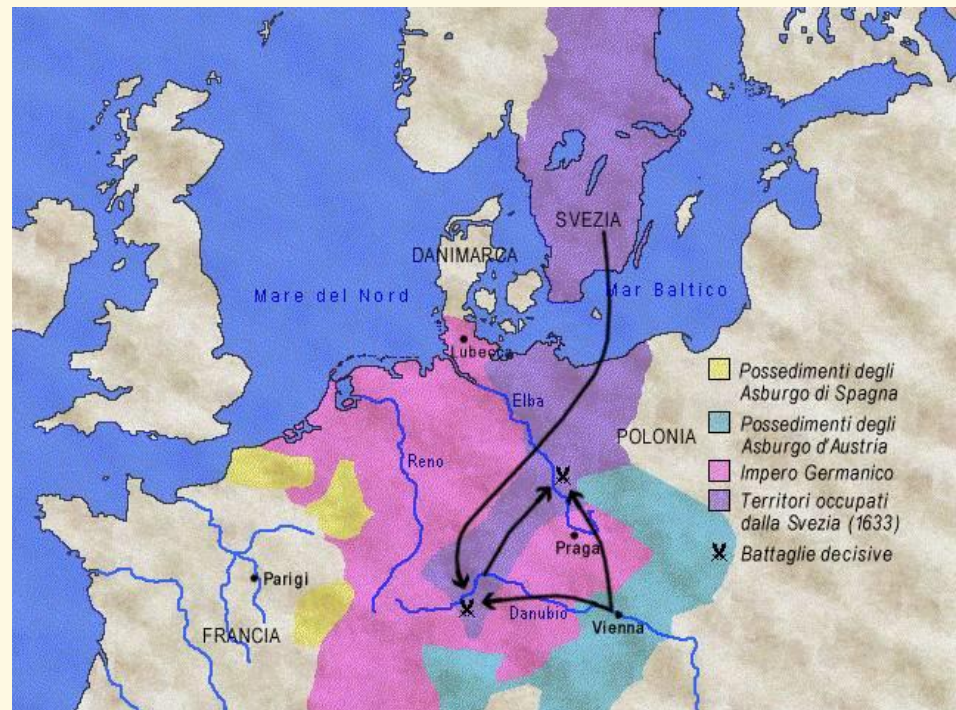 SVEZIA
DANIMARCA
Mare del Nord
Mar Baltico
Lubecca
Elba
POLONIA
Reno
Praga
Parigi
FRANCIA
Danubio
Vienna
Possedimenti degli
Asburgo di Spagna
Possedimenti degli
Asburgo d'Austria
Impero Germanico
Territori occupati
dalla Svezia (1633)
Battaglie decisive